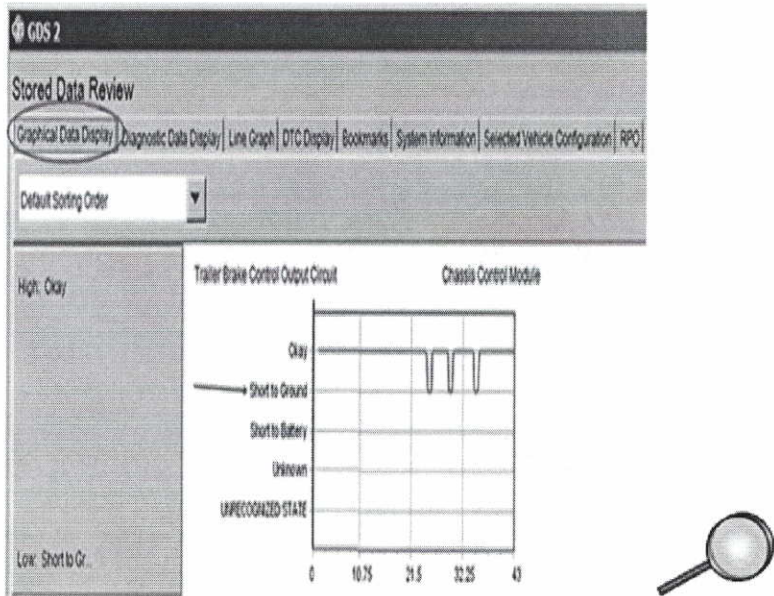 GDS 2
Stored Data Review
Graphical Data Display Diagnostic Data Display Line Graph DTC Display Bookmarks System Information Selected Vehicle Configuration RPO
Default Sorting Order
High: Okay
Trailer Brake Control Output Circuit Chassis Control Module
Okay
Short to Ground
Short to Battery
Unknown
UNRECOGNIZED STATE
Low: Short to Gr...
0 10.75 21.5 32.25 43